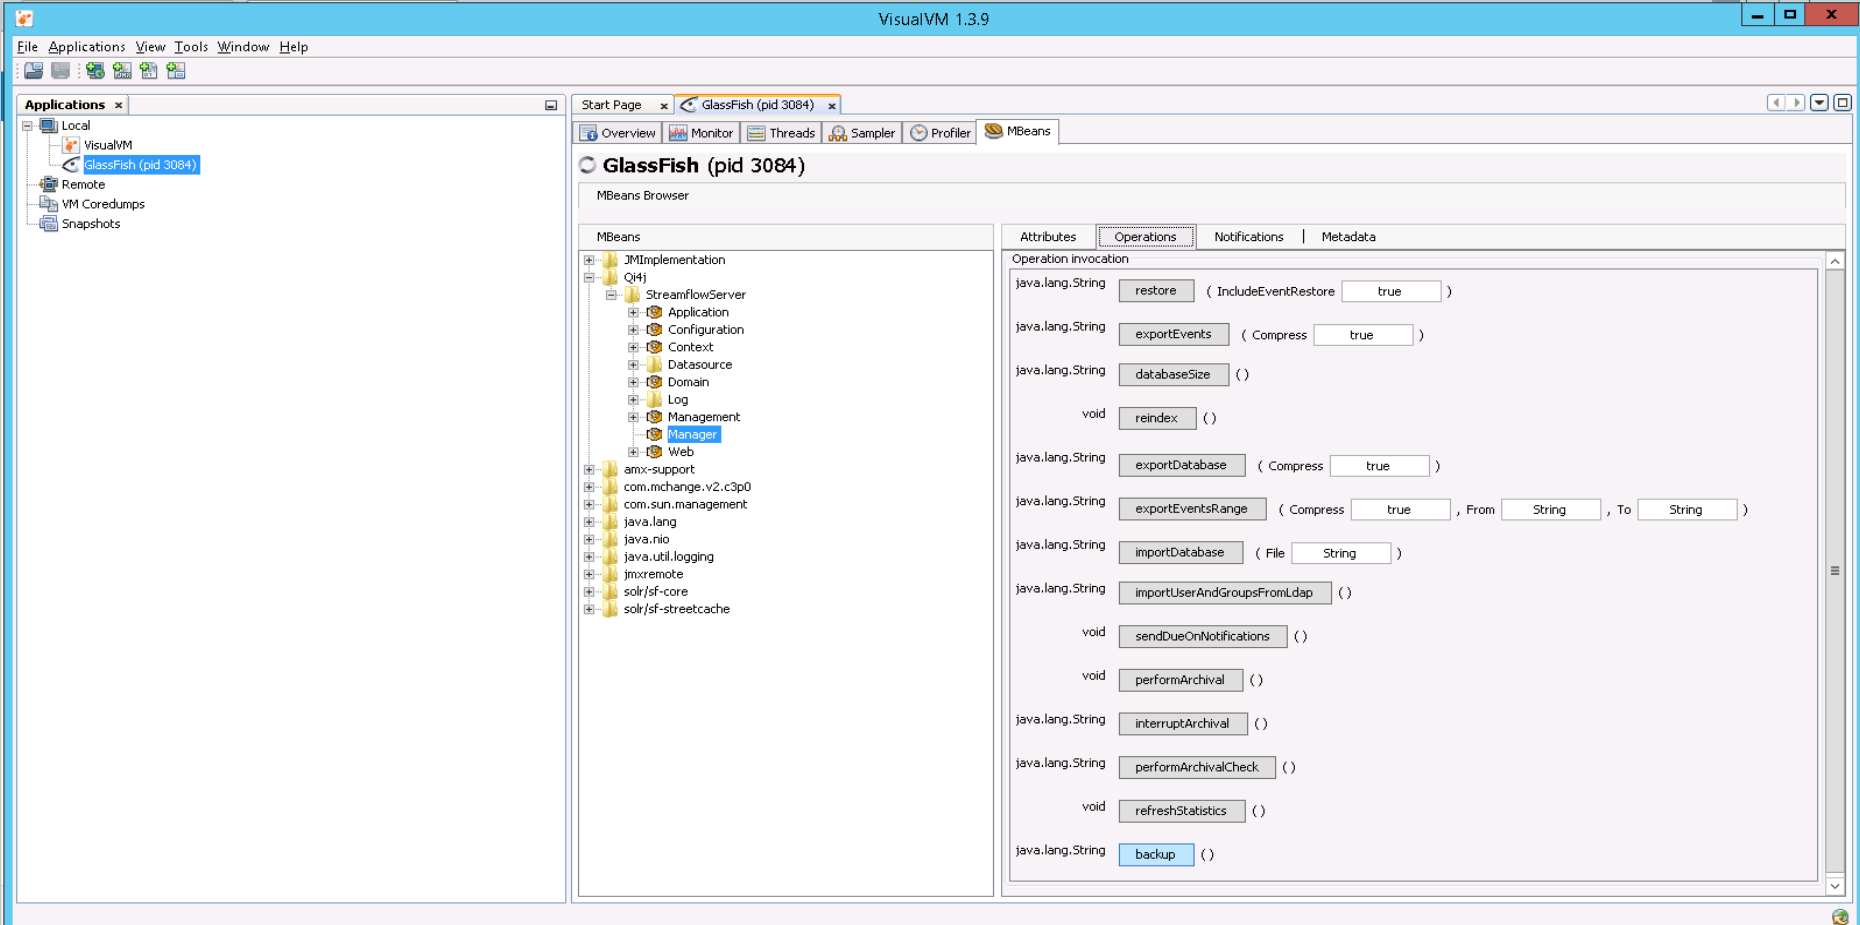 VisualVM 1.3.9
File Applications View Tools Window Help
Applications
Local
VisualVM
GlassFish (pid 3084)
Remote
VM Coredumps
Snapshots
Start Page GlassFish (pid 3084)
Overview Monitor Threads Sampler Profiler MBeans
GlassFish (pid 3084)
MBeans Browser
MBeans
JMImplementation
Qi4j
StreamflowServer
Application
Configuration
Context
Datasource
Domain
Log
Management
Manager
Web
amx-support
com.mchange.v2.c3p0
com.sun.management
java.lang
java.nio
java.util.logging
jmxremote
solr/sf-core
solr/sf-streetcache
Attributes Operations Notifications | Metadata
Operation invocation
java.lang.String restore ( IncludeEventRestore true )
java.lang.String exportEvents ( Compress true )
java.lang.String databaseSize ( )
void reindex ( )
java.lang.String exportDatabase ( Compress true )
java.lang.String exportEventsRange ( Compress true , From String , To String )
java.lang.String importDatabase ( File String )
java.lang.String importUserAndGroupsFromLdap ( )
void sendDueOnNotifications ( )
void performArchival ( )
java.lang.String interruptArchival ( )
java.lang.String performArchivalCheck ( )
void refreshStatistics ( )
java.lang.String backup ( )